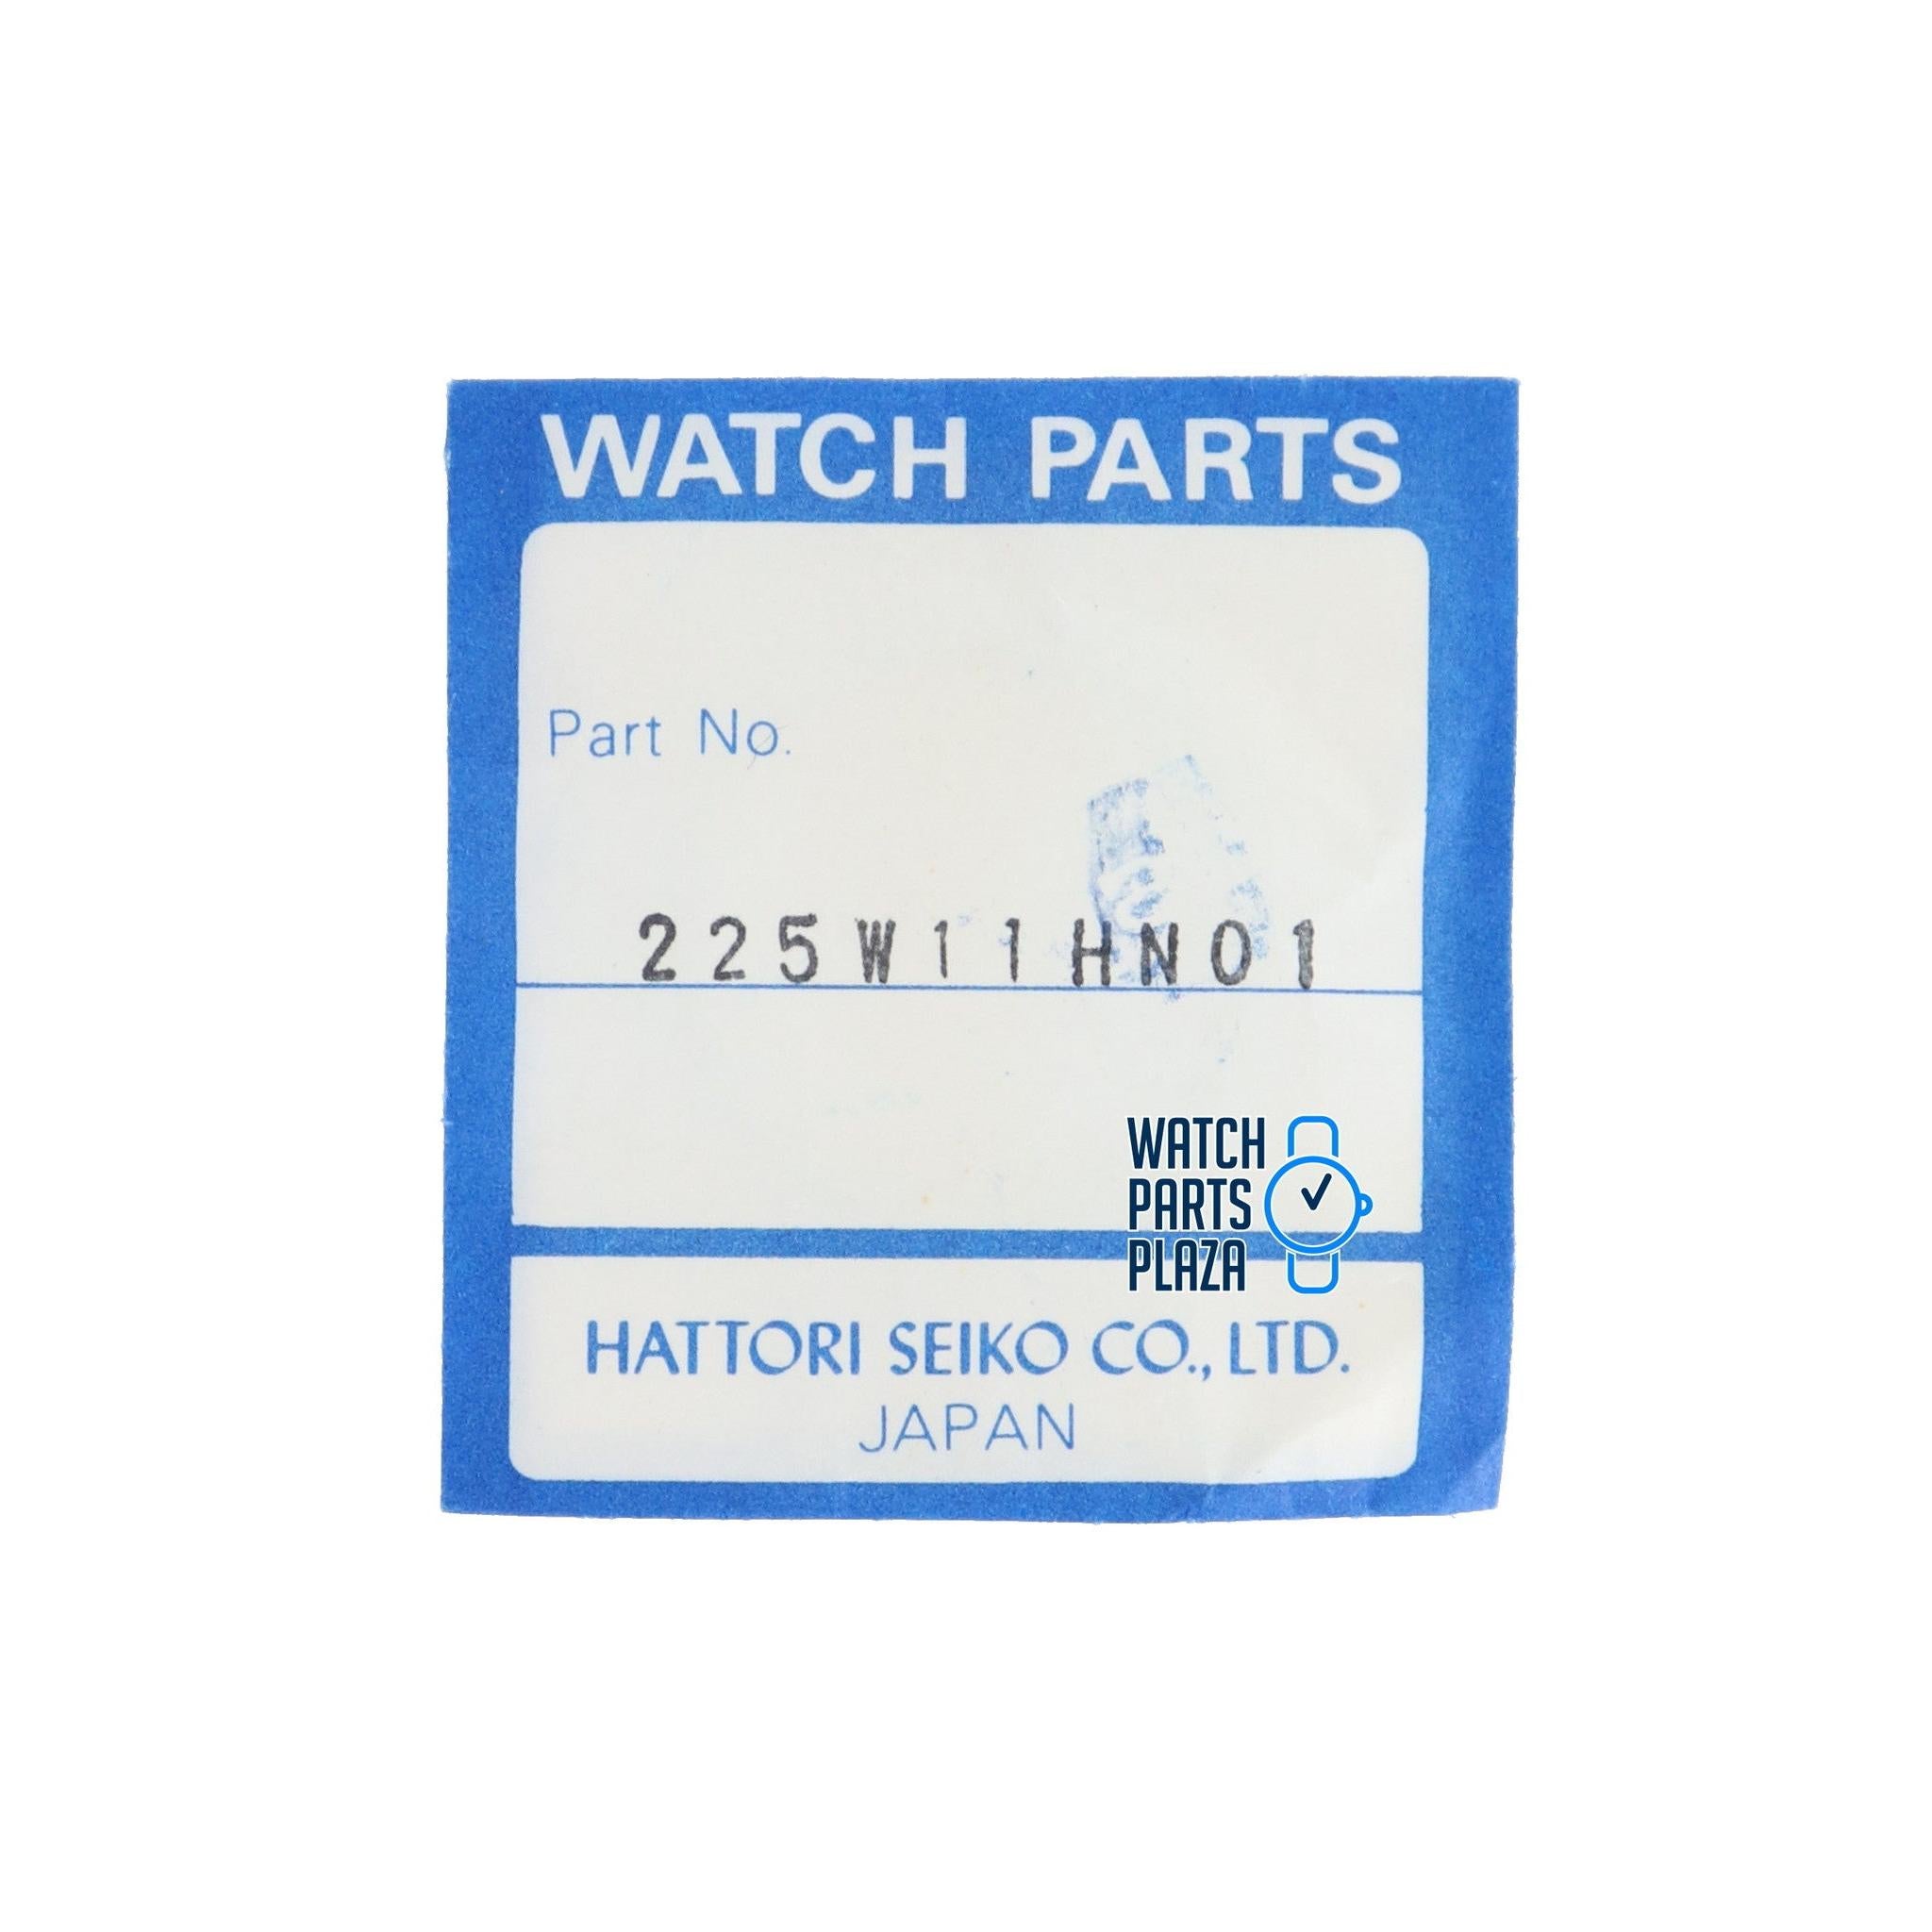 WATCH PARTS
Part No.
225W11HN01
WATCH
PARTS
PLAZA
HATTORI SEIKO CO., LTD.
JAPAN